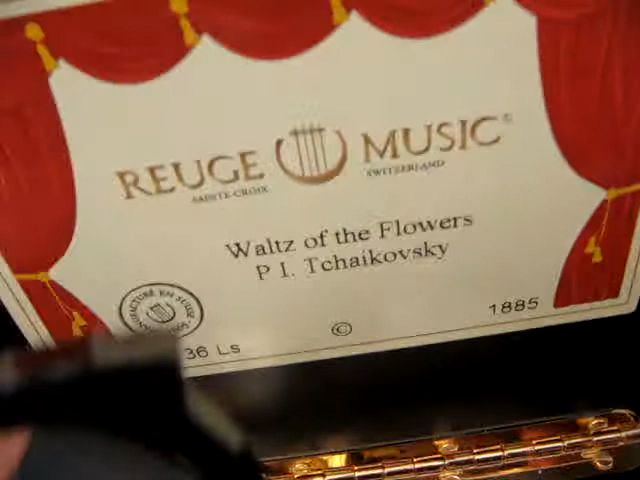 REUGE MUSIC
SAINTE-CROIX SWITZERLAND
Waltz of the Flowers
P I. Tchaikovsky
1885
36 Ls ©